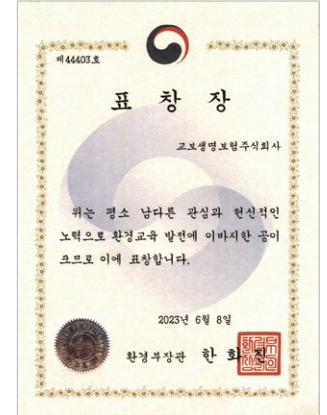 제44403호
표창장
교보생명보험주식회사
위는 평소 남다른 관심과 헌신적인
노력으로 환경교육 발전에 이바지한 공이
크므로 이에 표창합니다.
2023년 6월 8일
환경부장관 한화진